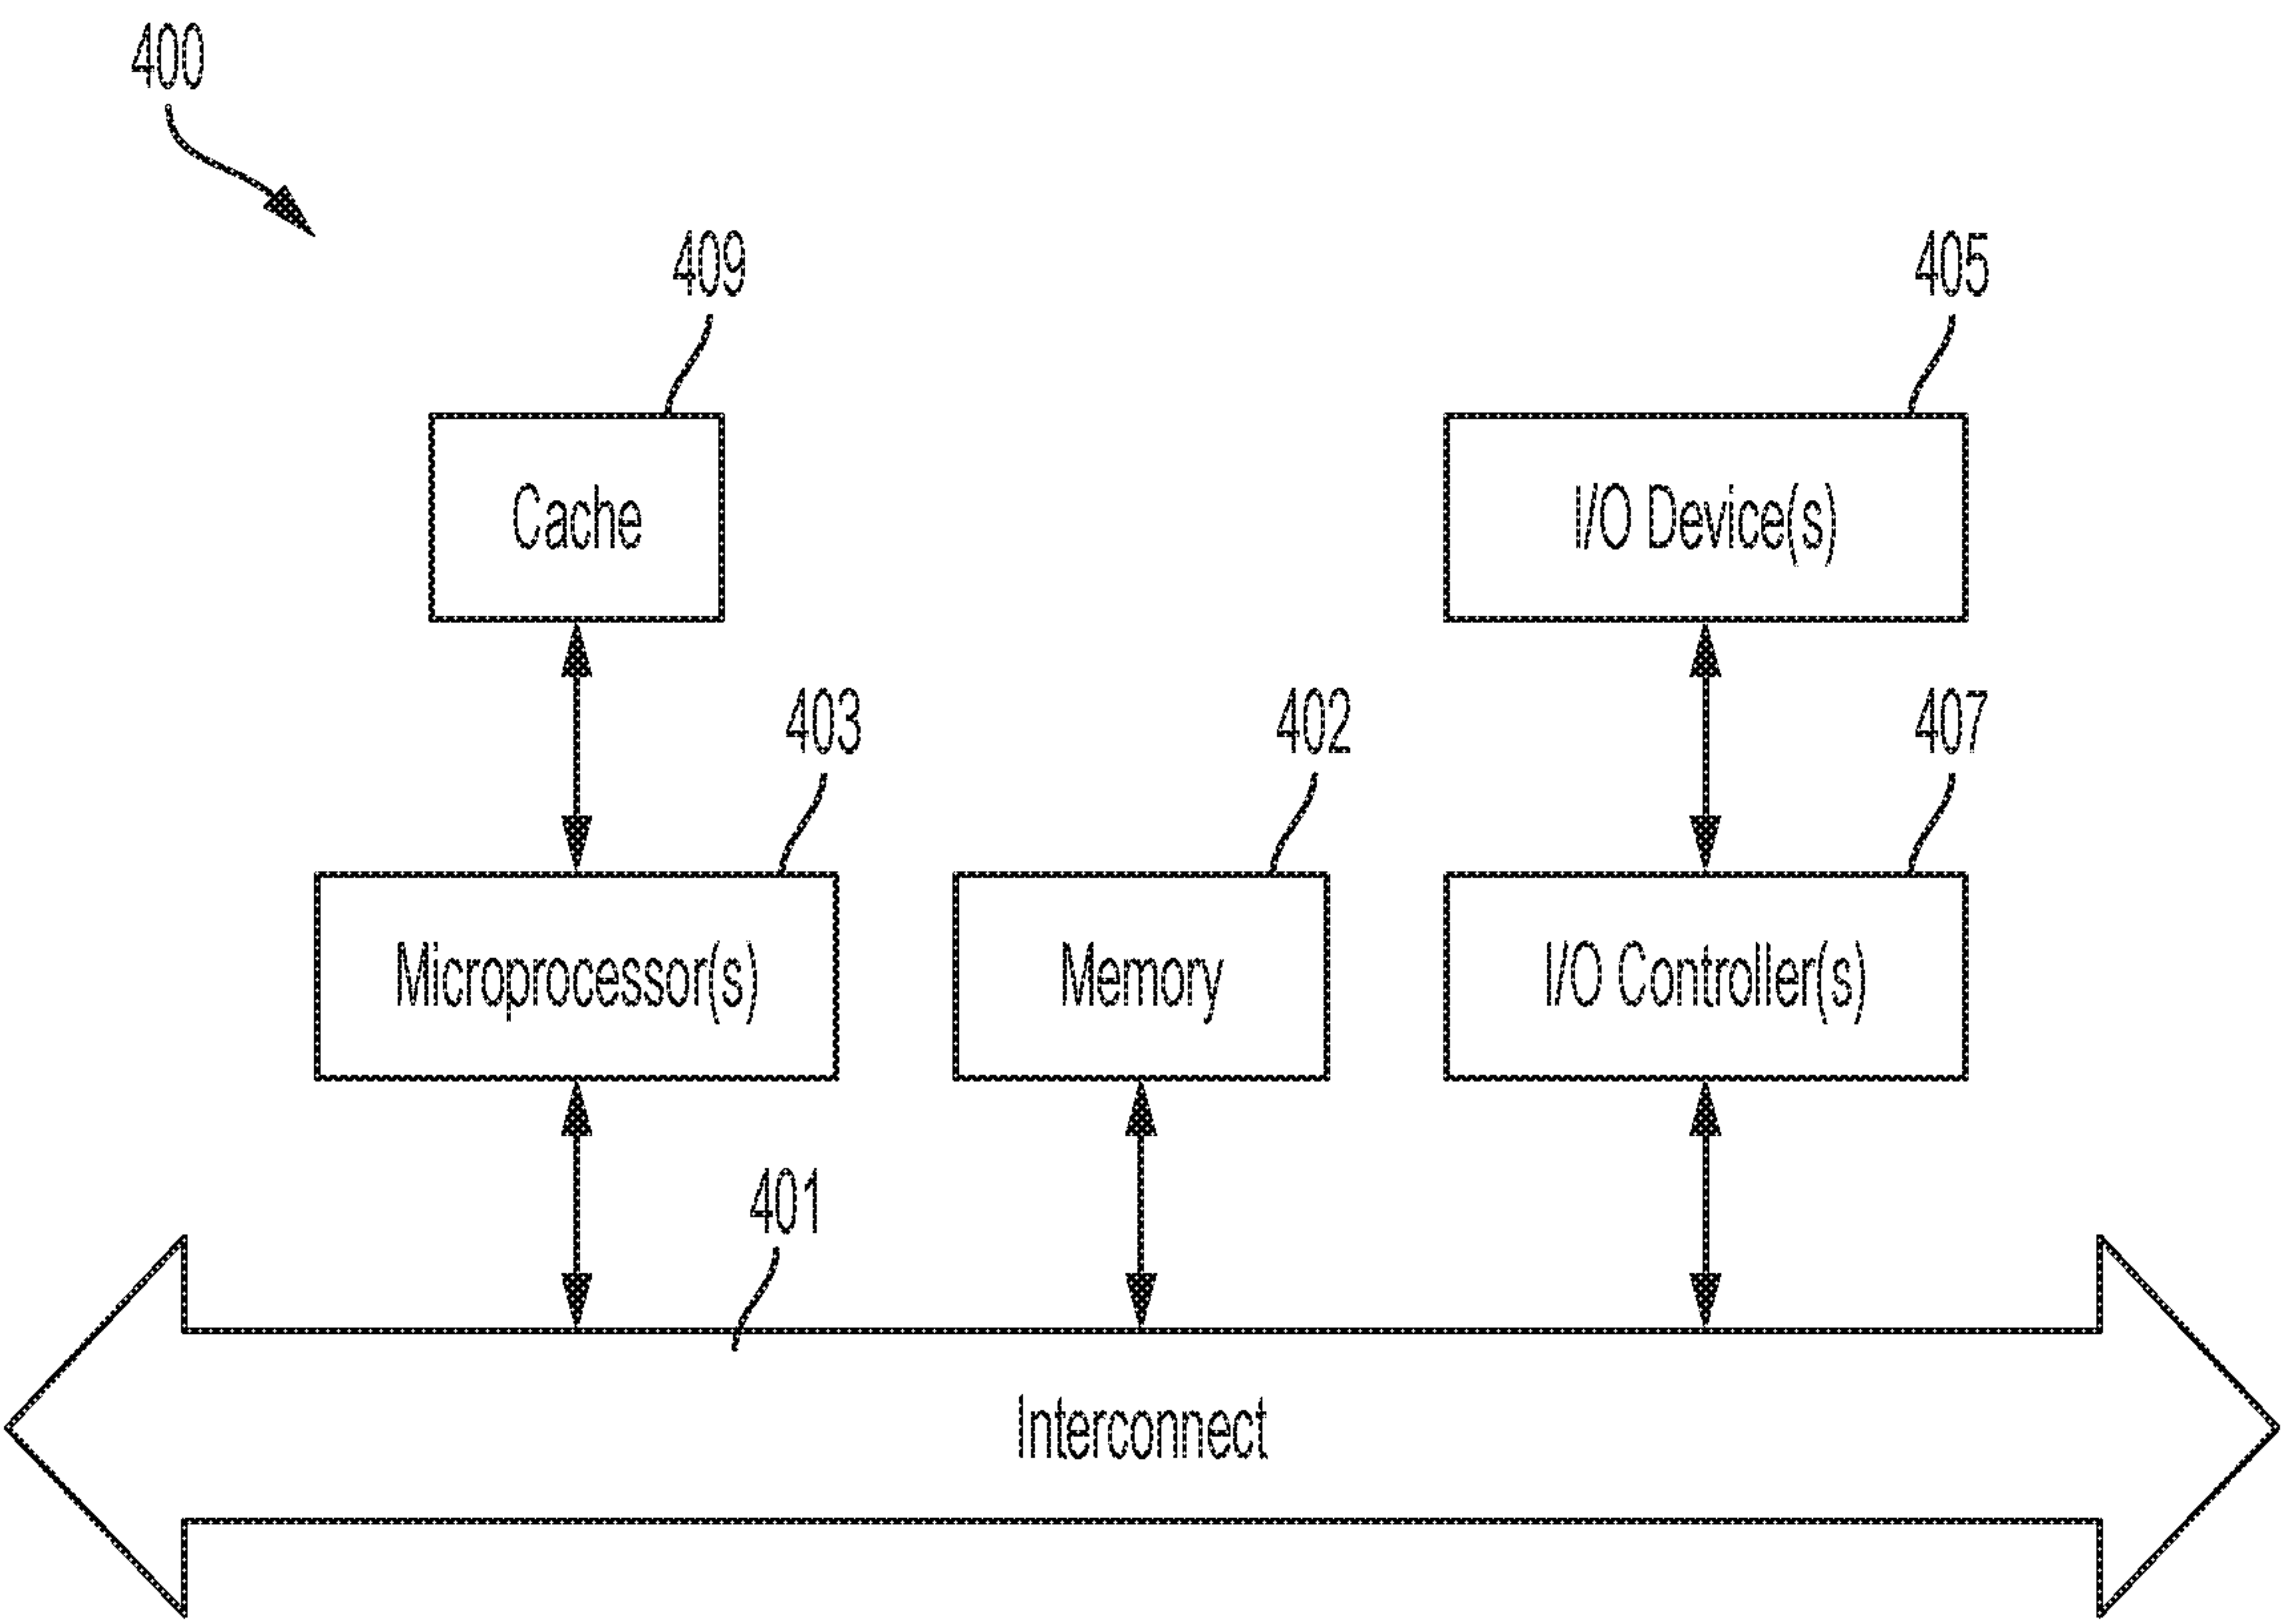 400
409
405
Cache
I/O Device(s)
403
402
407
Microprocessor(s)
Memory
I/O Controller(s)
401
Interconnect